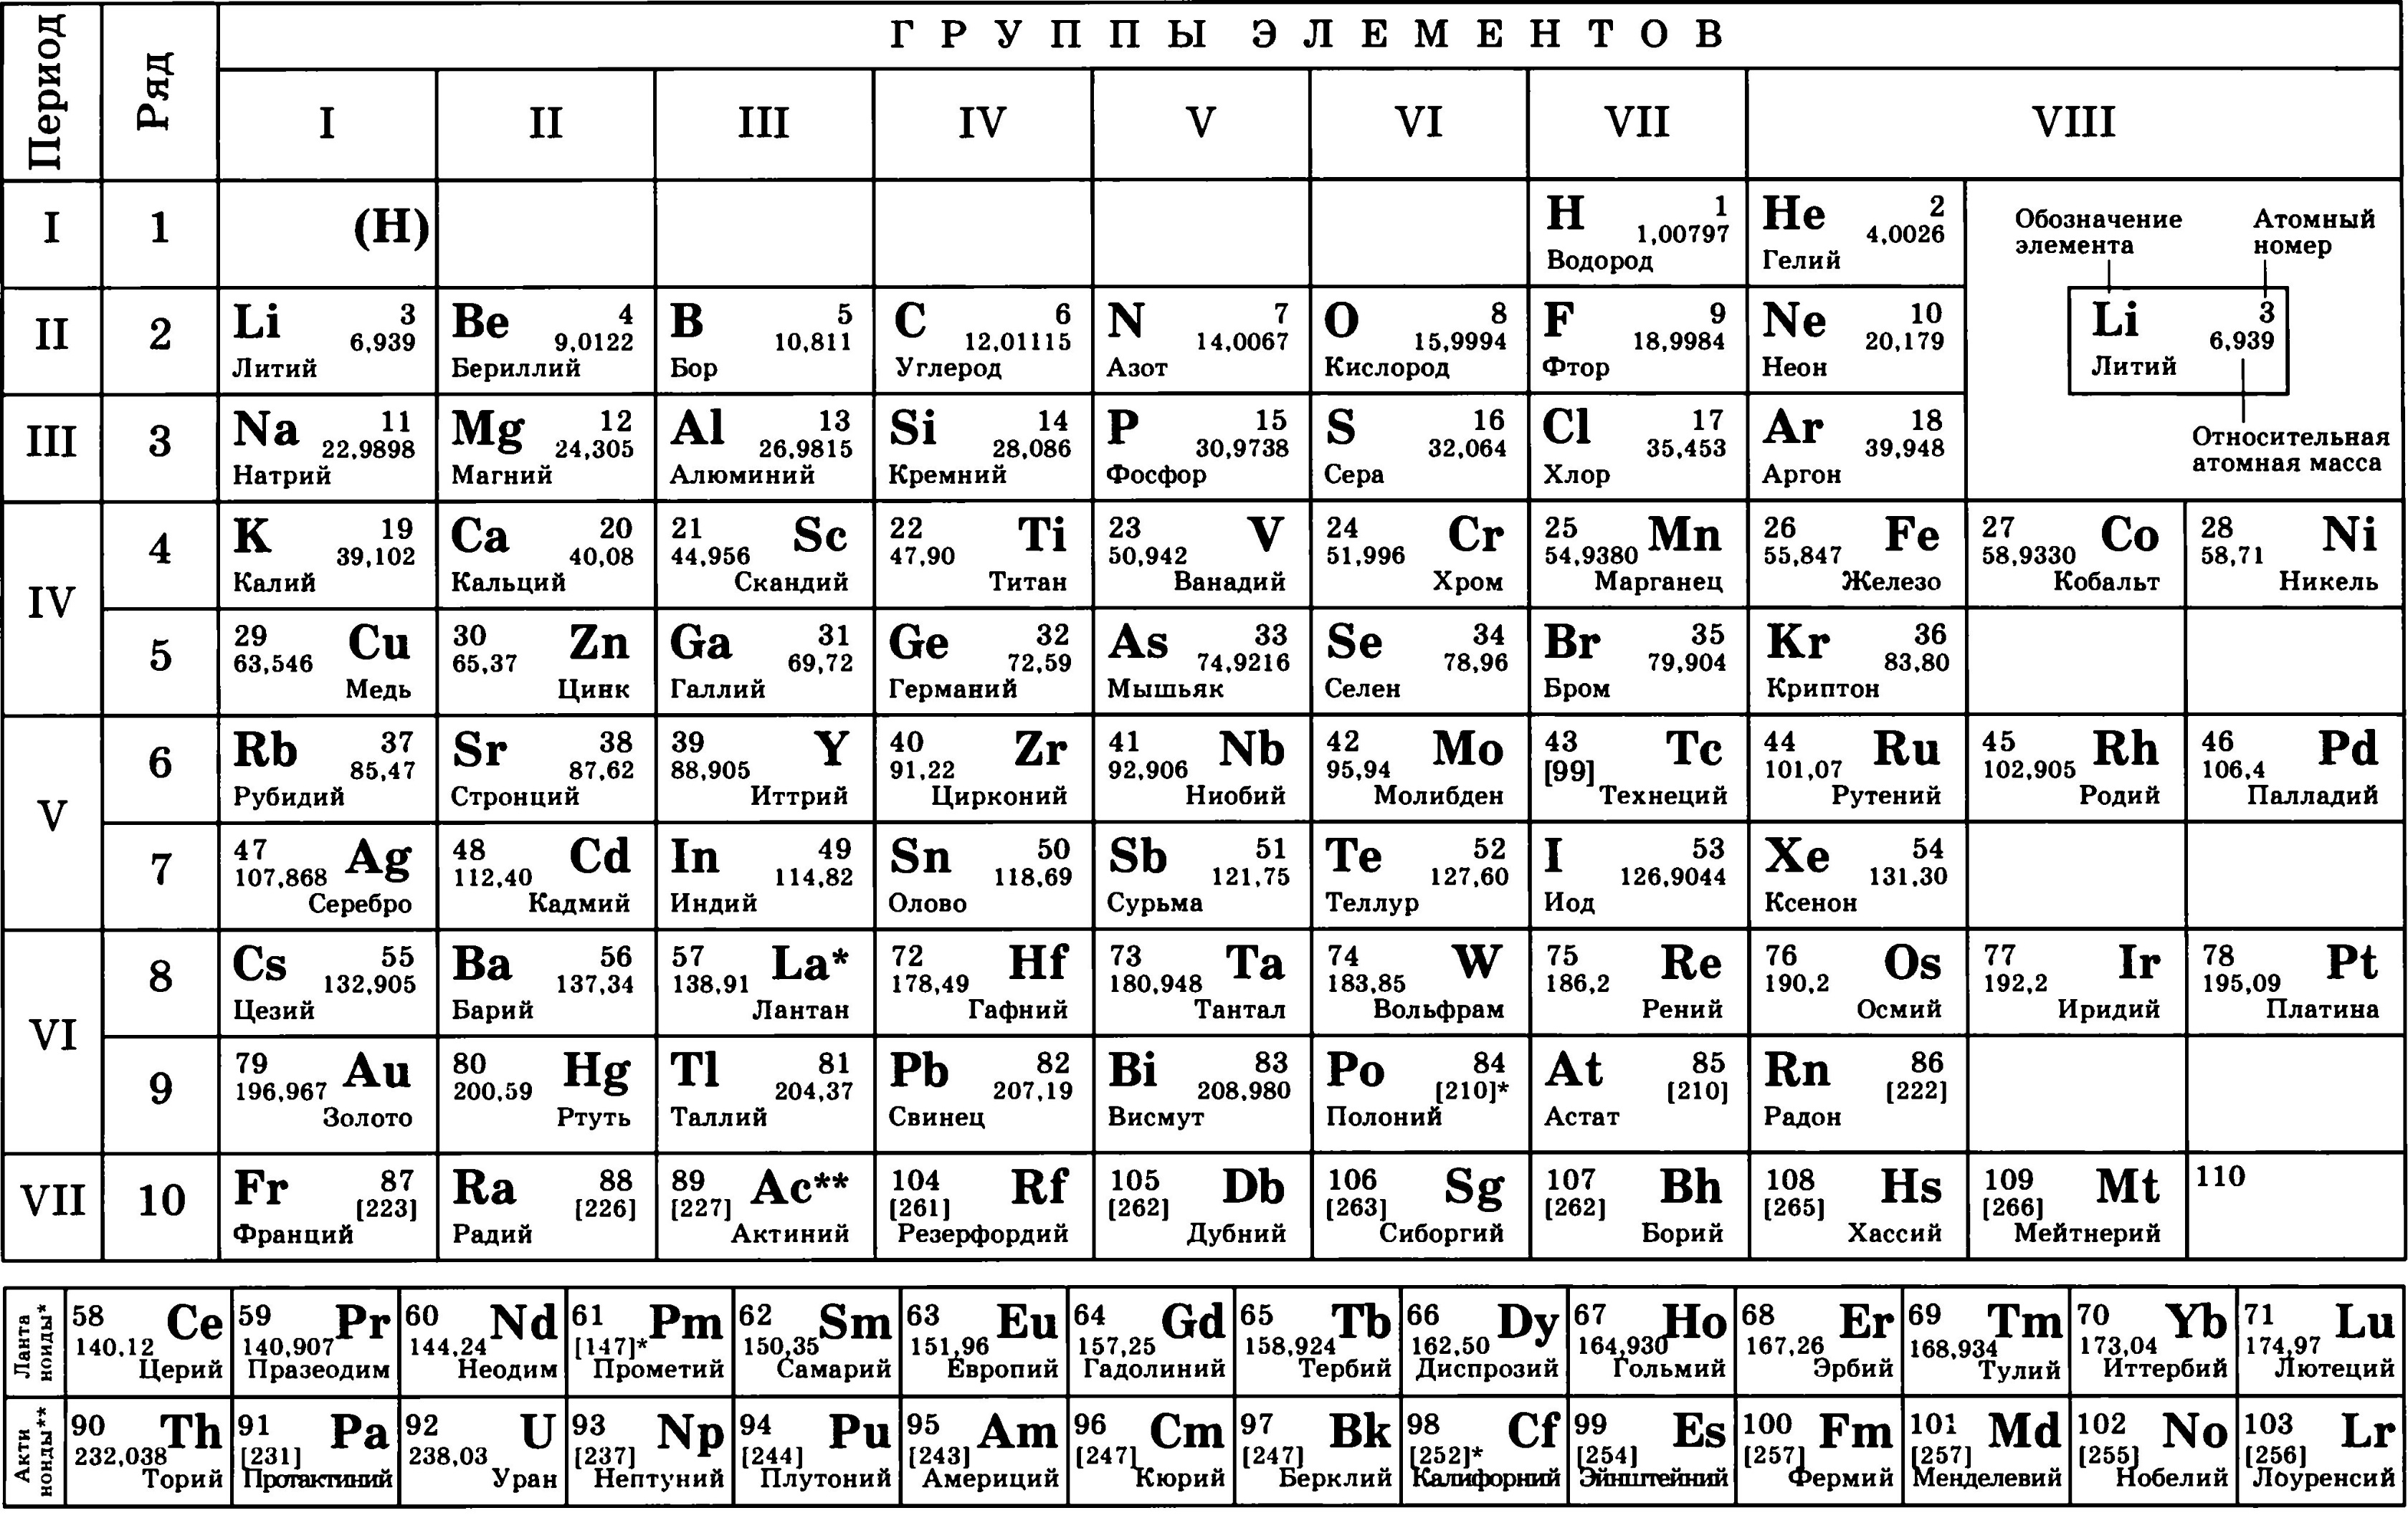 Период Ряд ГРУППЫ ЭЛЕМЕНТОВ
I II III IV V VI VII VIII
I 1 (H) H 1 1,00797 Водород He 2 4,0026 Гелий
Обозначение элемента Атомный номер
Li 3 6,939 Литий
Относительная атомная масса
II 2 Li 3 6,939 Литий Be 4 9,0122 Бериллий B 5 10,811 Бор C 6 12,01115 Углерод N 7 14,0067 Азот O 8 15,9994 Кислород F 9 18,9984 Фтор Ne 10 20,179 Неон
III 3 Na 11 22,9898 Натрий Mg 12 24,305 Магний Al 13 26,9815 Алюминий Si 14 28,086 Кремний P 15 30,9738 Фосфор S 16 32,064 Сера Cl 17 35,453 Хлор Ar 18 39,948 Аргон
IV 4 K 19 39,102 Калий Ca 20 40,08 Кальций 21 Sc 44,956 Скандий 22 Ti 47,90 Титан 23 V 50,942 Ванадий 24 Cr 51,996 Хром 25 Mn 54,9380 Марганец 26 Fe 55,847 Железо 27 Co 58,9330 Кобальт 28 Ni 58,71 Никель
5 29 Cu 63,546 Медь 30 Zn 65,37 Цинк Ga 31 69,72 Галлий Ge 32 72,59 Германий As 33 74,9216 Мышьяк Se 34 78,96 Селен Br 35 79,904 Бром Kr 36 83,80 Криптон
V 6 Rb 37 85,47 Рубидий Sr 38 87,62 Стронций 39 Y 88,905 Иттрий 40 Zr 91,22 Цирконий 41 Nb 92,906 Ниобий 42 Mo 95,94 Молибден 43 Tc [99] Технеций 44 Ru 101,07 Рутений 45 Rh 102,905 Родий 46 Pd 106,4 Палладий
7 47 Ag 107,868 Серебро 48 Cd 112,40 Кадмий In 49 114,82 Индий Sn 50 118,69 Олово Sb 51 121,75 Сурьма Te 52 127,60 Теллур I 53 126,9044 Иод Xe 54 131,30 Ксенон
VI 8 Cs 55 132,905 Цезий Ba 56 137,34 Барий 57 La* 138,91 Лантан 72 Hf 178,49 Гафний 73 Ta 180,948 Тантал 74 W 183,85 Вольфрам 75 Re 186,2 Рений 76 Os 190,2 Осмий 77 Ir 192,2 Иридий 78 Pt 195,09 Платина
9 79 Au 196,967 Золото 80 Hg 200,59 Ртуть Tl 81 204,37 Таллий Pb 82 207,19 Свинец Bi 83 208,980 Висмут Po 84 [210]* Полоний At 85 [210] Астат Rn 86 [222] Радон
VII 10 Fr 87 [223] Франций Ra 88 [226] Радий 89 Ac** [227] Актиний 104 Rf [261] Резерфордий 105 Db [262] Дубний 106 Sg [263] Сиборгий 107 Bh [262] Борий 108 Hs [265] Хассий 109 Mt [266] Мейтнерий 110
Ланта ноиды* 58 Ce 140,12 Церий 59 Pr 140,907 Празеодим 60 Nd 144,24 Неодим 61 Pm [147]* Прометий 62 Sm 150,35 Самарий 63 Eu 151,96 Европий 64 Gd 157,25 Гадолиний 65 Tb 158,924 Тербий 66 Dy 162,50 Диспрозий 67 Ho 164,930 Гольмий 68 Er 167,26 Эрбий 69 Tm 168,934 Тулий 70 Yb 173,04 Иттербий 71 Lu 174,97 Лютеций
Акти ноиды** 90 Th 232,038 Торий 91 Pa [231] Протактиний 92 U 238,03 Уран 93 Np [237] Нептуний 94 Pu [244] Плутоний 95 Am [243] Америций 96 Cm [247] Кюрий 97 Bk [247] Берклий 98 Cf [252]* Калифорний 99 Es [254] Эйнштейний 100 Fm [257] Фермий 101 Md [257] Менделевий 102 No [255] Нобелий 103 Lr [256] Лоуренсий